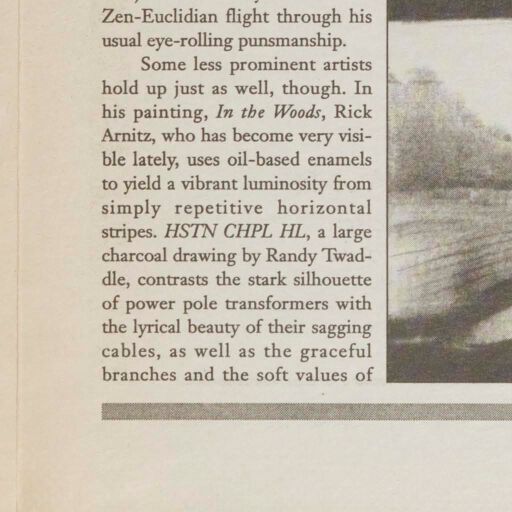 Zen-Euclidian flight through his
usual eye-rolling punsmanship.
Some less prominent artists
hold up just as well, though. In
his painting, In the Woods, Rick
Arnitz, who has become very visi-
ble lately, uses oil-based enamels
to yield a vibrant luminosity from
simply repetitive horizontal
stripes. HSTN CHPL HL, a large
charcoal drawing by Randy Twad-
dle, contrasts the stark silhouette
of power pole transformers with
the lyrical beauty of their sagging
cables, as well as the graceful
branches and the soft values of